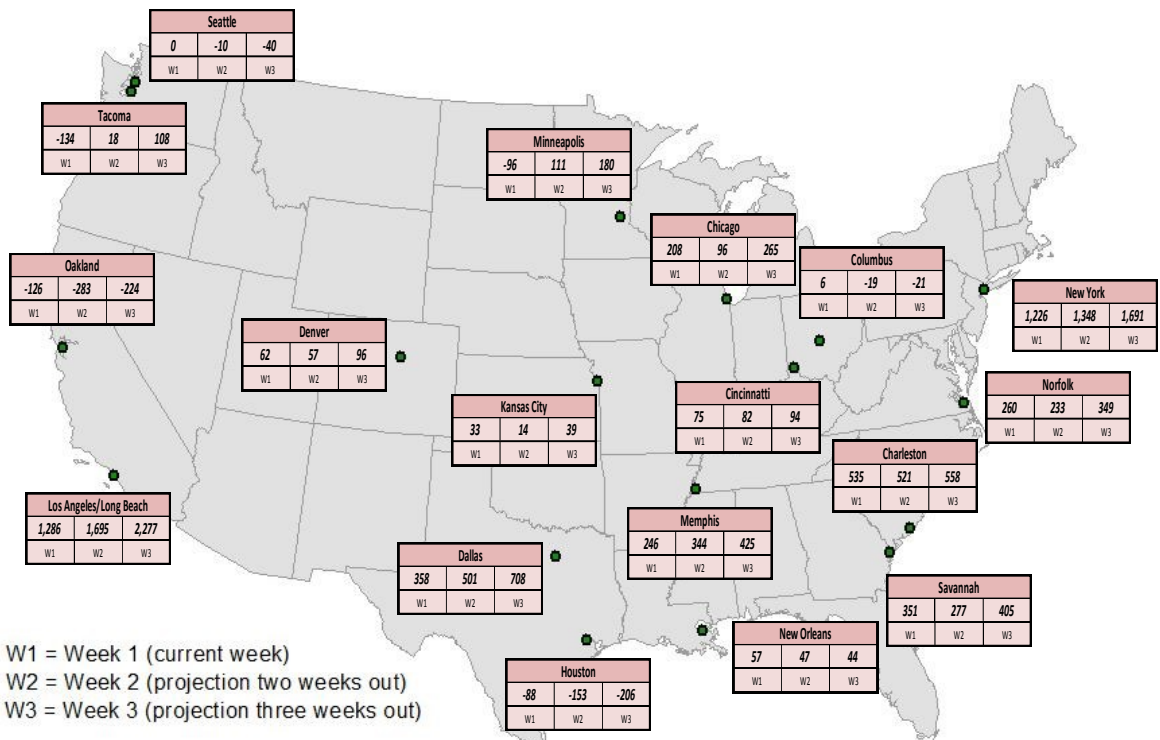 Seattle
0 -10 -40
W1 W2 W3
Tacoma
-134 18 108
W1 W2 W3
Minneapolis
-96 111 180
W1 W2 W3
Chicago
208 96 265
W1 W2 W3
Columbus
6 -19 -21
W1 W2 W3
Oakland
-126 -283 -224
W1 W2 W3
New York
1,226 1,348 1,691
W1 W2 W3
Denver
62 57 96
W1 W2 W3
Norfolk
260 233 349
W1 W2 W3
Cincinnatti
75 82 94
W1 W2 W3
Kansas City
33 14 39
W1 W2 W3
Charleston
535 521 558
W1 W2 W3
Los Angeles/Long Beach
1,286 1,695 2,277
W1 W2 W3
Memphis
246 344 425
W1 W2 W3
Dallas
358 501 708
W1 W2 W3
Savannah
351 277 405
W1 W2 W3
New Orleans
57 47 44
W1 W2 W3
Houston
-88 -153 -206
W1 W2 W3
W1 = Week 1 (current week)
W2 = Week 2 (projection two weeks out)
W3 = Week 3 (projection three weeks out)